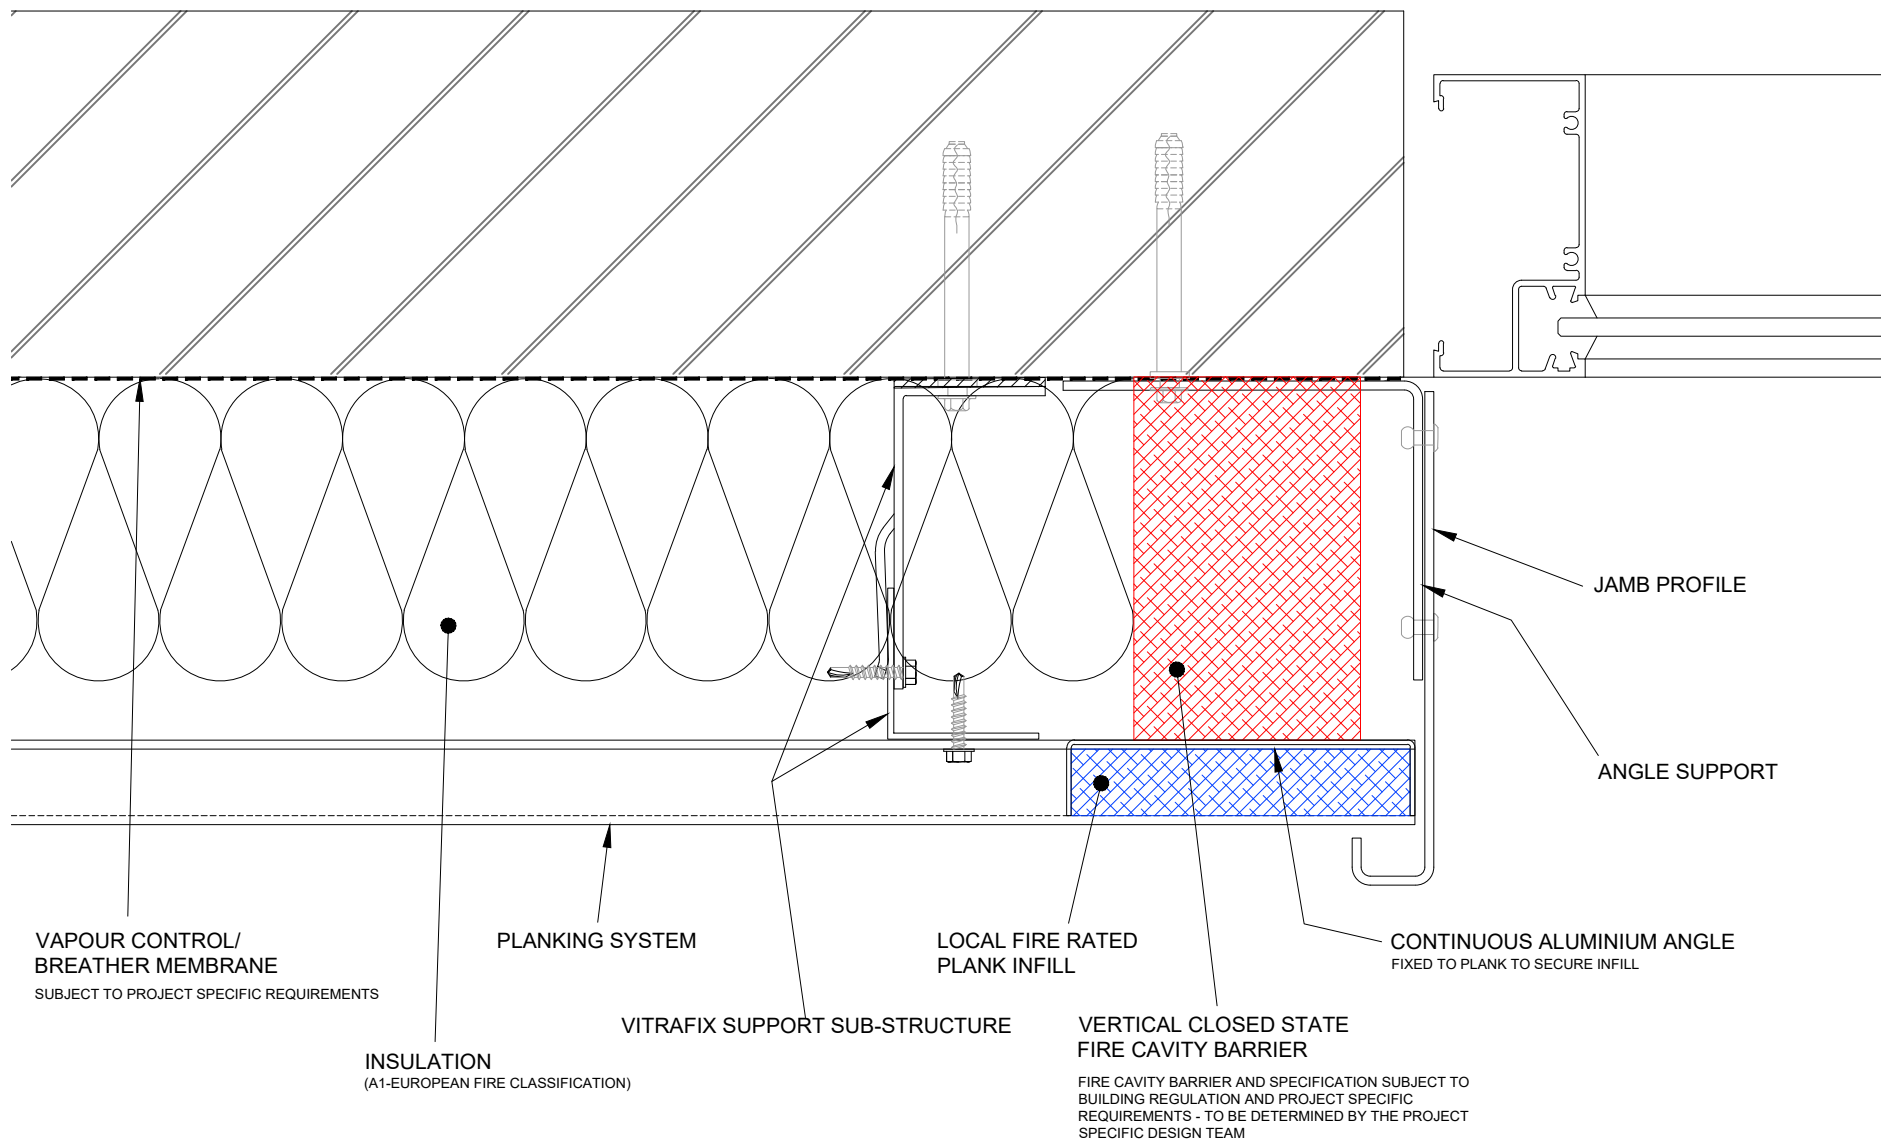 JAMB PROFILE
ANGLE SUPPORT
VAPOUR CONTROL/
BREATHER MEMBRANE
SUBJECT TO PROJECT SPECIFIC REQUIREMENTS
PLANKING SYSTEM
LOCAL FIRE RATED
PLANK INFILL
CONTINUOUS ALUMINIUM ANGLE
FIXED TO PLANK TO SECURE INFILL
VITRAFIX SUPPORT SUB-STRUCTURE
INSULATION
(A1-EUROPEAN FIRE CLASSIFICATION)
VERTICAL CLOSED STATE
FIRE CAVITY BARRIER
FIRE CAVITY BARRIER AND SPECIFICATION SUBJECT TO
BUILDING REGULATION AND PROJECT SPECIFIC
REQUIREMENTS - TO BE DETERMINED BY THE PROJECT
SPECIFIC DESIGN TEAM